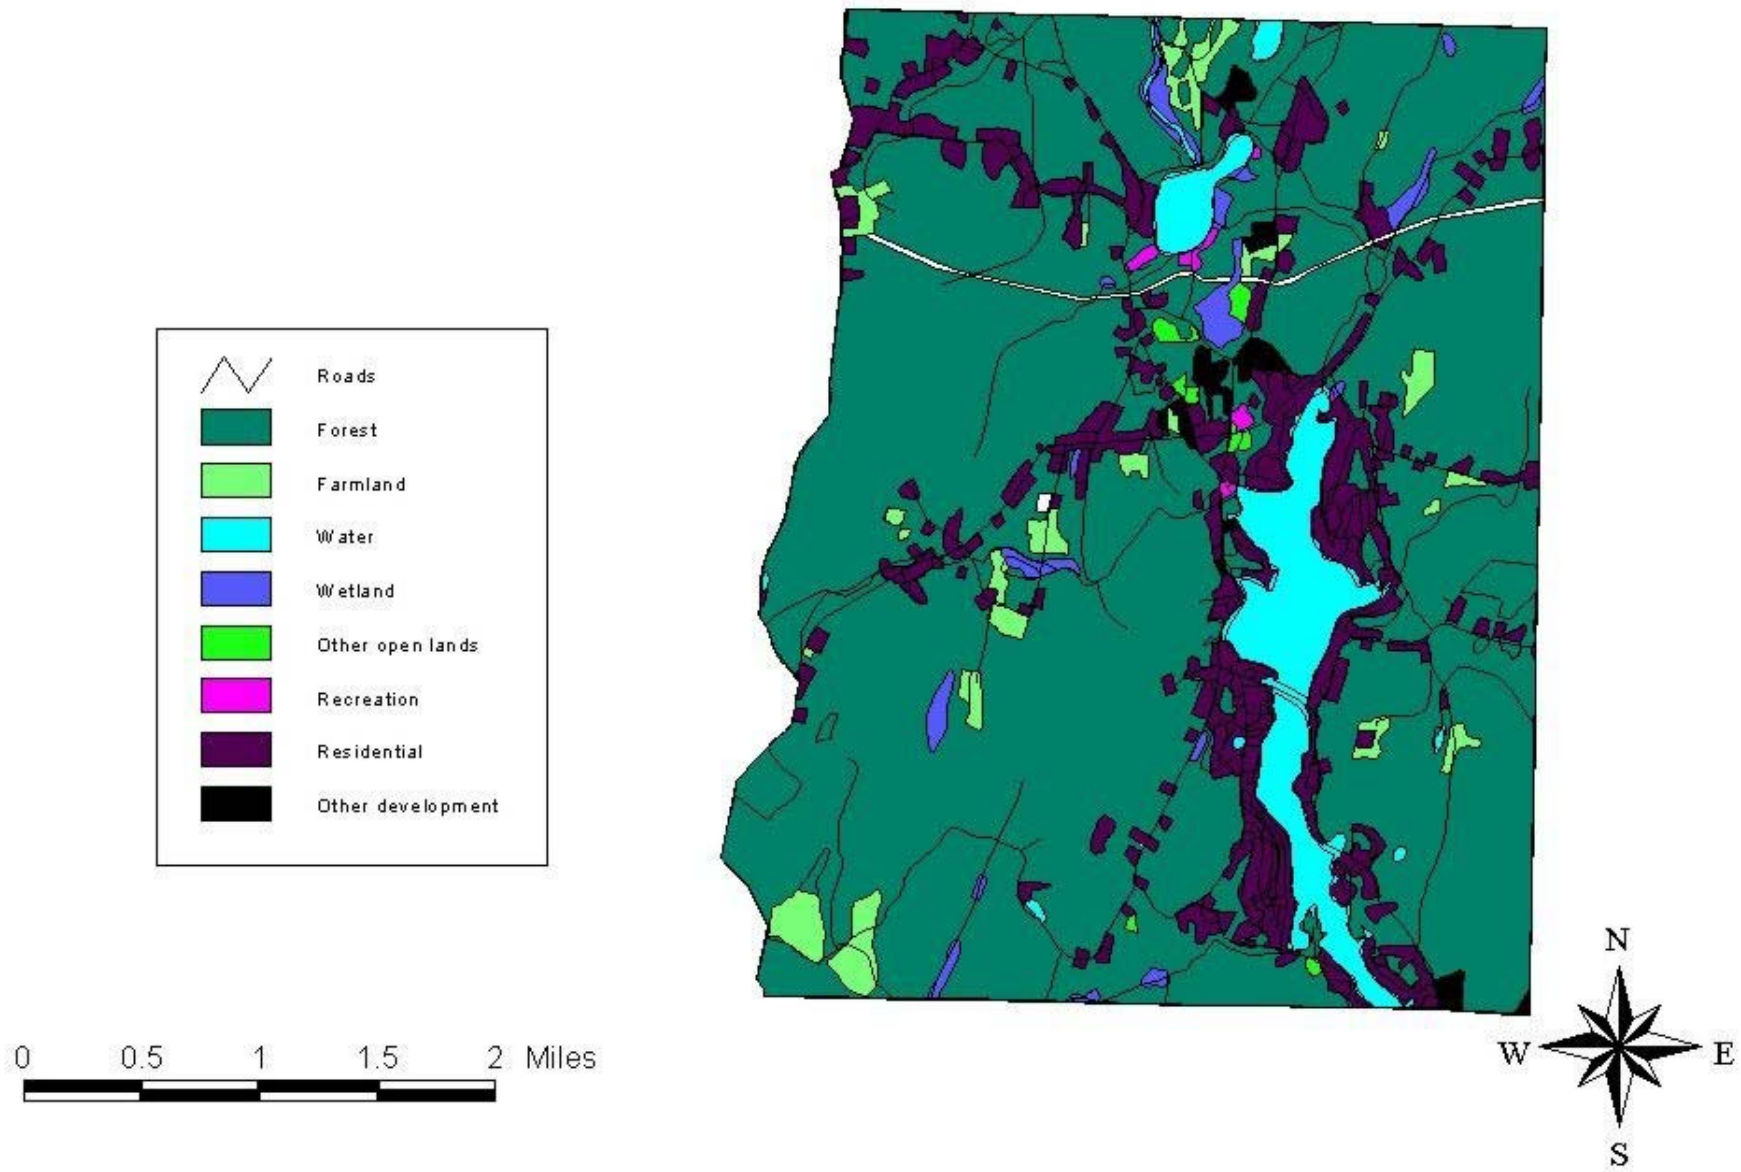 Roads
Forest
Farmland
Water
Wetland
Other open lands
Recreation
Residential
Other development
0 0.5 1 1.5 2 Miles
N
W E
S